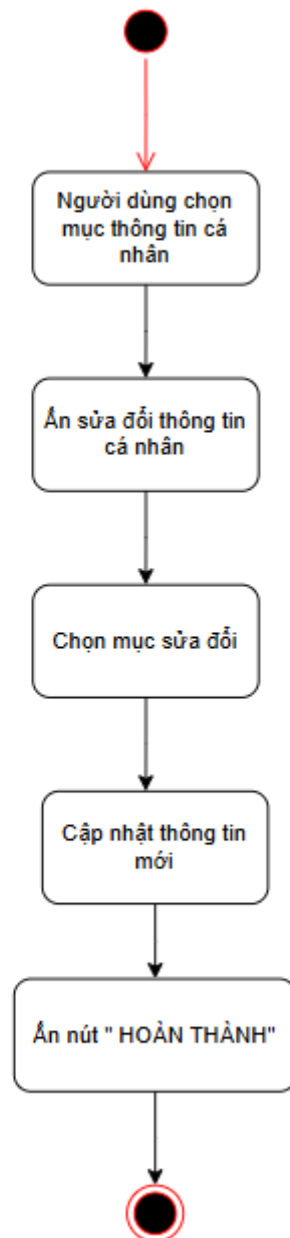 Người dùng chọn
mục thông tin cá
nhân
Ấn sửa đổi thông tin
cá nhân
Chọn mục sửa đổi
Cập nhật thông tin
mới
Ấn nút " HOÀN THÀNH"